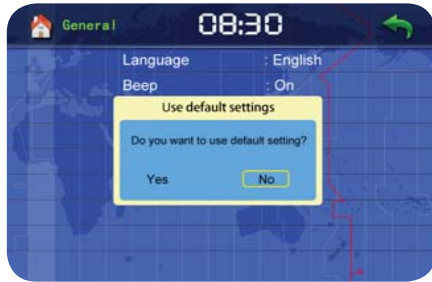 General 08:30
Language : English
Beep : On
Use default settings
Do you want to use default setting?
Yes No